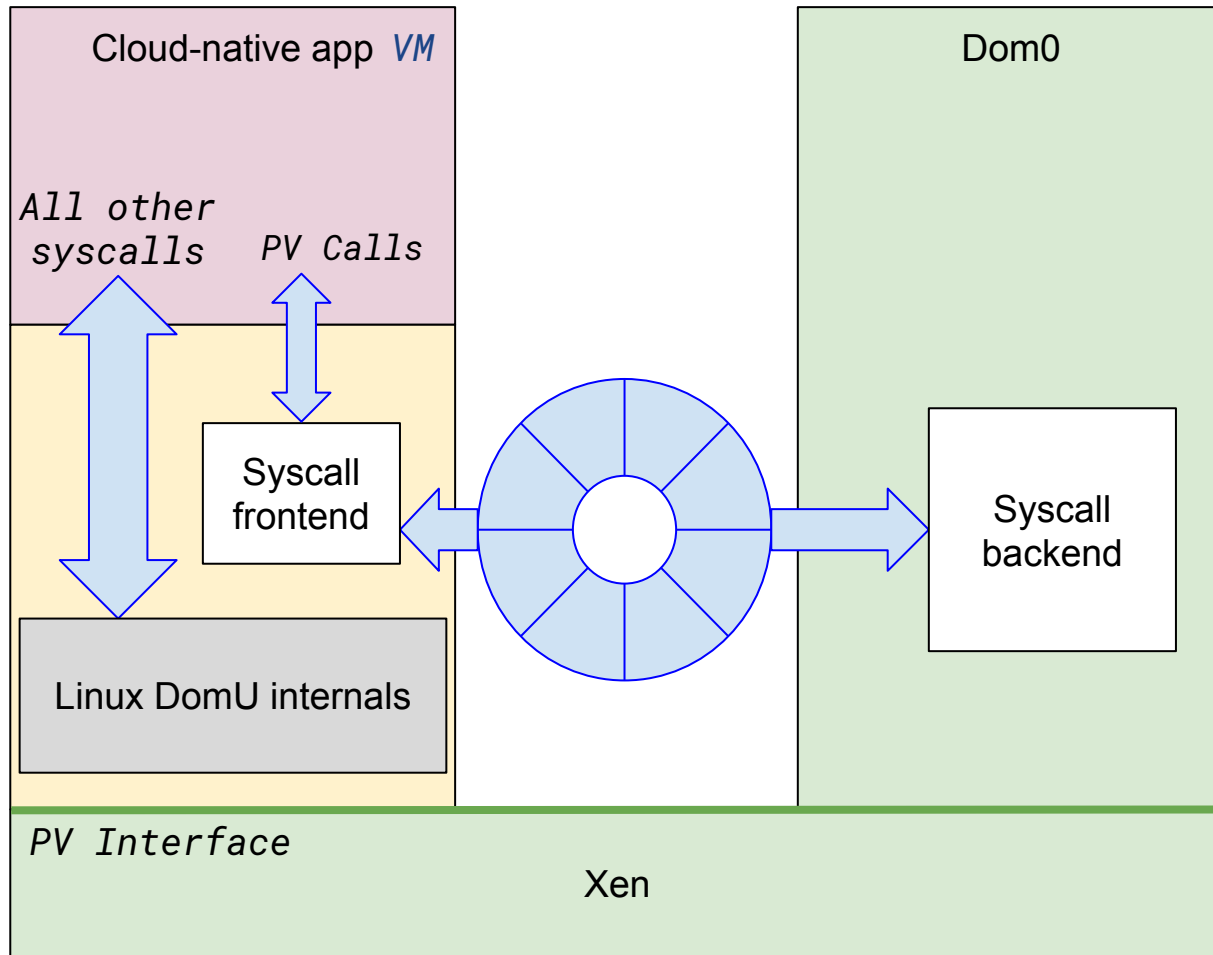 Cloud-native app VM
Dom0
All other
syscalls
PV Calls
Syscall
frontend
Syscall
backend
Linux DomU internals
PV Interface
Xen